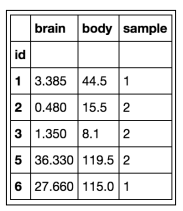 brain body sample
id
1 3.385 44.5 1
2 0.480 15.5 2
3 1.350 8.1 2
5 36.330 119.5 2
6 27.660 115.0 1